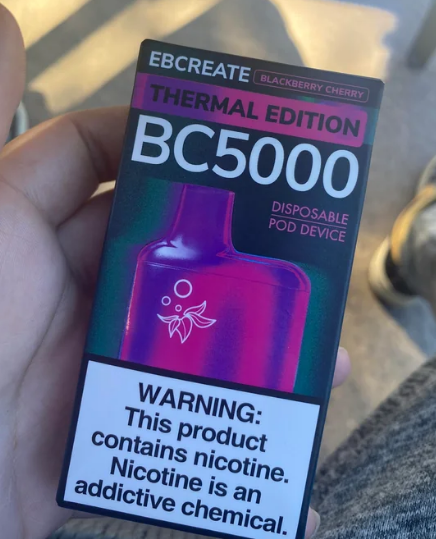 EBCREATE BLACKBERRY CHERRY
THERMAL EDITION
BC5000
DISPOSABLE
POD DEVICE
WARNING:
This product
contains nicotine.
Nicotine is an
addictive chemical.